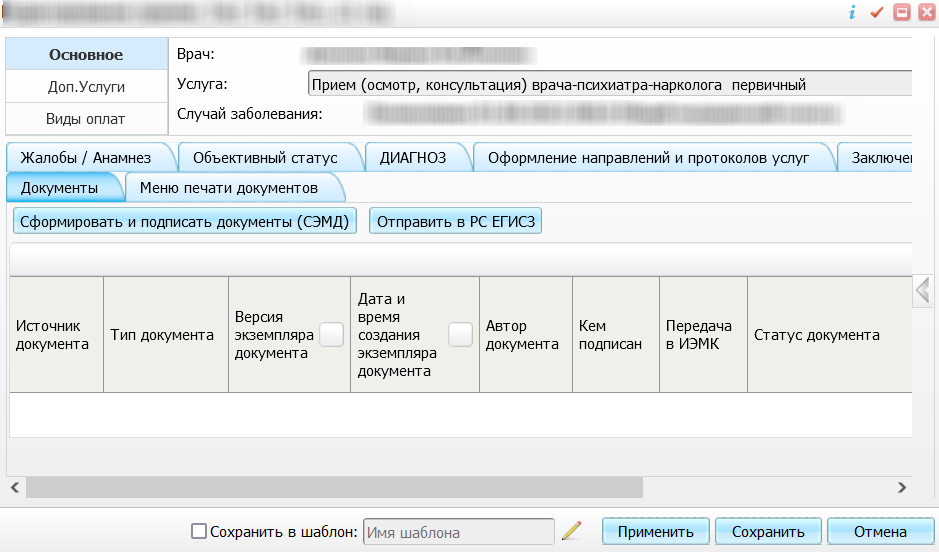 Основное
Доп.Услуги
Виды оплат
Врач:
Услуга: Прием (осмотр, консультация) врача-психиатра-нарколога первичный
Случай заболевания:
Жалобы / Анамнез Объективный статус ДИАГНОЗ Оформление направлений и протоколов услуг Заключе
Документы Меню печати документов
Сформировать и подписать документы (СЭМД) Отправить в РС ЕГИСЗ
Источник
документа
Тип документа
Версия
экземпляра
документа
Дата и
время
создания
экземпляра
документа
Автор
документа
Кем
подписан
Передача
в ИЭМК
Статус документа
Сохранить в шаблон: Имя шаблона Применить Сохранить Отмена